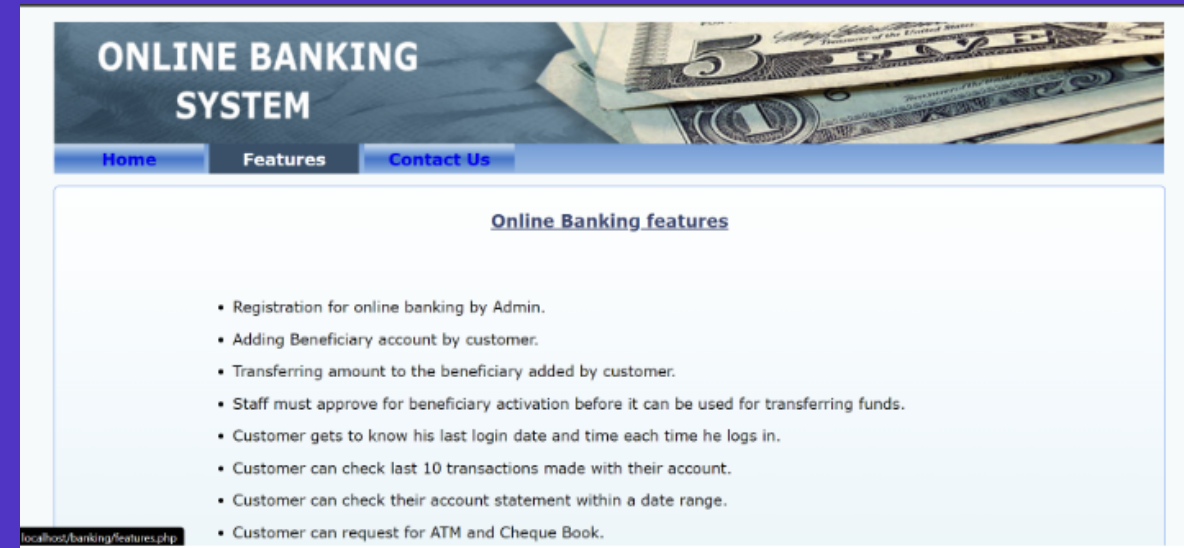 ONLINE BANKING
SYSTEM
Home Features Contact Us
Online Banking features
• Registration for online banking by Admin.
• Adding Beneficiary account by customer.
• Transferring amount to the beneficiary added by customer.
• Staff must approve for beneficiary activation before it can be used for transferring funds.
• Customer gets to know his last login date and time each time he logs in.
• Customer can check last 10 transactions made with their account.
• Customer can check their account statement within a date range.
• Customer can request for ATM and Cheque Book.
localhost/banking/features.php